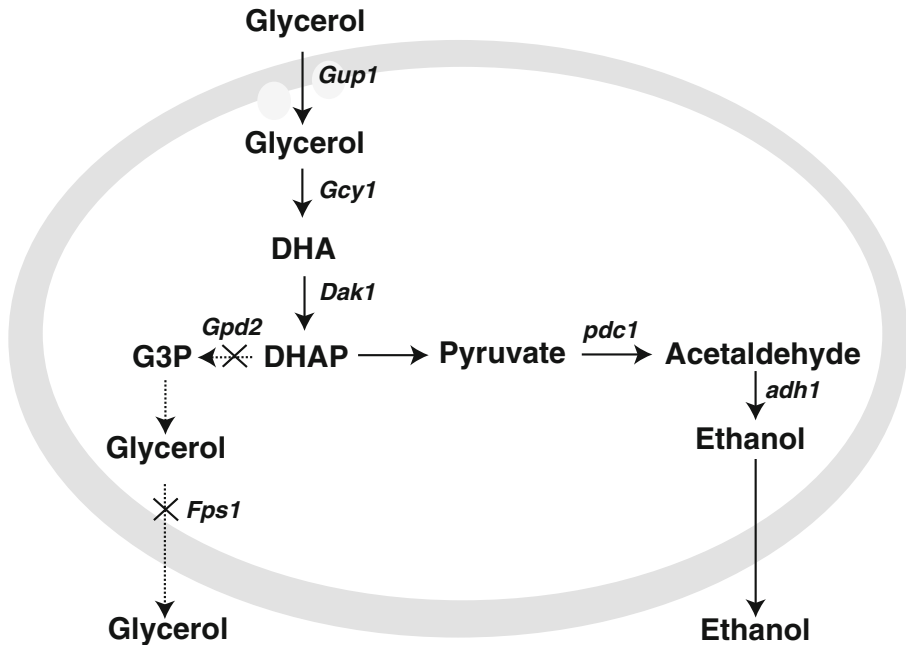 Glycerol
Gup1
Glycerol
Gcy1
DHA
Dak1
Gpd2
pdc1
G3P
DHAP
Pyruvate
Acetaldehyde
adh1
Glycerol
Ethanol
Fps1
Glycerol
Ethanol